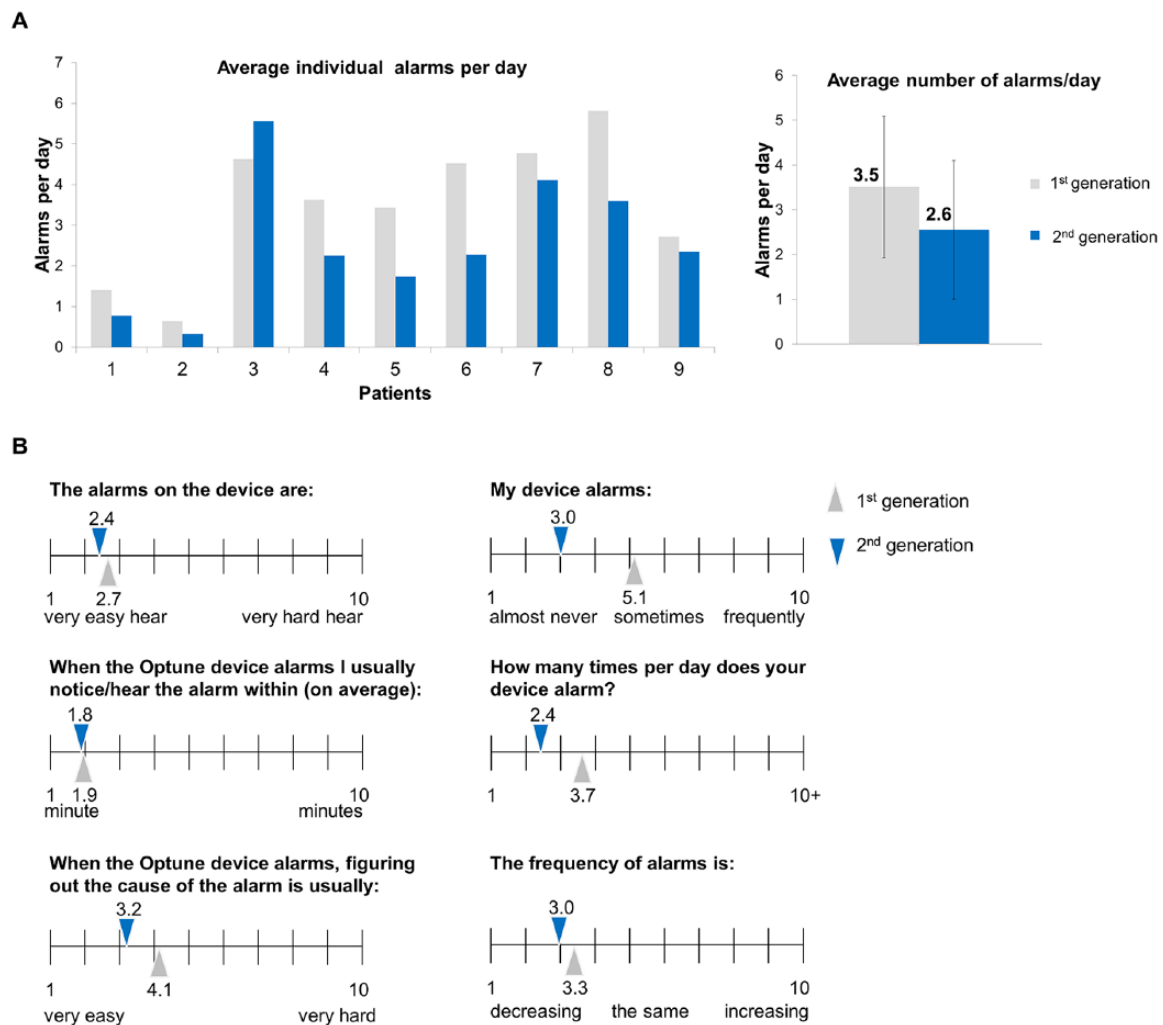 A
Average individual alarms per day
Alarms per day
7
6
5
4
3
2
1
0
1 2 3 4 5 6 7 8 9
Patients
Average number of alarms/day
Alarms per day
6
5
4
3
2
1
0
3.5
2.6
1st generation
2nd generation
B
The alarms on the device are:
2.4
1 2.7 10
very easy hear very hard hear
My device alarms:
3.0
1 5.1 10
almost never sometimes frequently
1st generation
2nd generation
When the Optune device alarms I usually
notice/hear the alarm within (on average):
1.8
1 1.9 10
minute minutes
How many times per day does your
device alarm?
2.4
1 3.7 10+
When the Optune device alarms, figuring
out the cause of the alarm is usually:
3.2
1 4.1 10
very easy very hard
The frequency of alarms is:
3.0
1 3.3 10
decreasing the same increasing